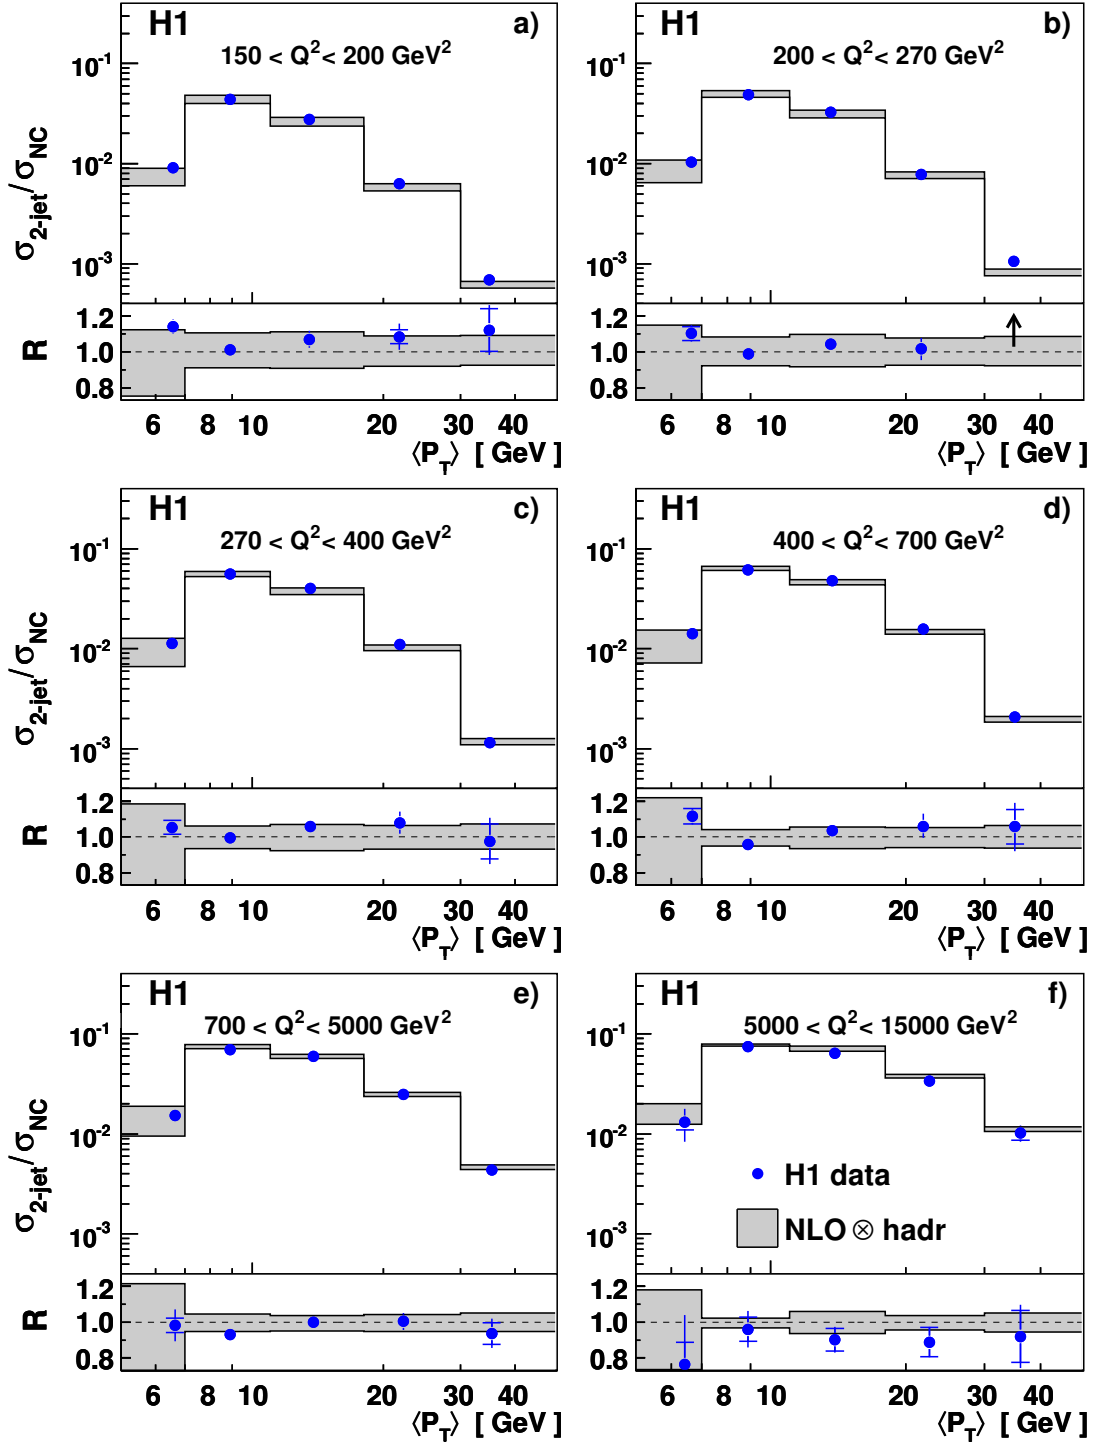 H1 a)
150 < Q² < 200 GeV²
10⁻¹
10⁻²
10⁻³
σ2-jet/σNC
1.2
1.0
0.8
R
6 8 10 20 30 40
⟨PT⟩ [ GeV ]
H1 b)
200 < Q² < 270 GeV²
10⁻¹
10⁻²
10⁻³
1.2
1.0
0.8
6 8 10 20 30 40
⟨PT⟩ [ GeV ]
H1 c)
270 < Q² < 400 GeV²
10⁻¹
10⁻²
10⁻³
σ2-jet/σNC
1.2
1.0
0.8
R
6 8 10 20 30 40
⟨PT⟩ [ GeV ]
H1 d)
400 < Q² < 700 GeV²
10⁻¹
10⁻²
10⁻³
1.2
1.0
0.8
6 8 10 20 30 40
⟨PT⟩ [ GeV ]
H1 e)
700 < Q² < 5000 GeV²
10⁻¹
10⁻²
10⁻³
σ2-jet/σNC
1.2
1.0
0.8
R
6 8 10 20 30 40
⟨PT⟩ [ GeV ]
H1 f)
5000 < Q² < 15000 GeV²
10⁻¹
10⁻²
10⁻³
H1 data
NLO ⊗ hadr
1.2
1.0
0.8
6 8 10 20 30 40
⟨PT⟩ [ GeV ]